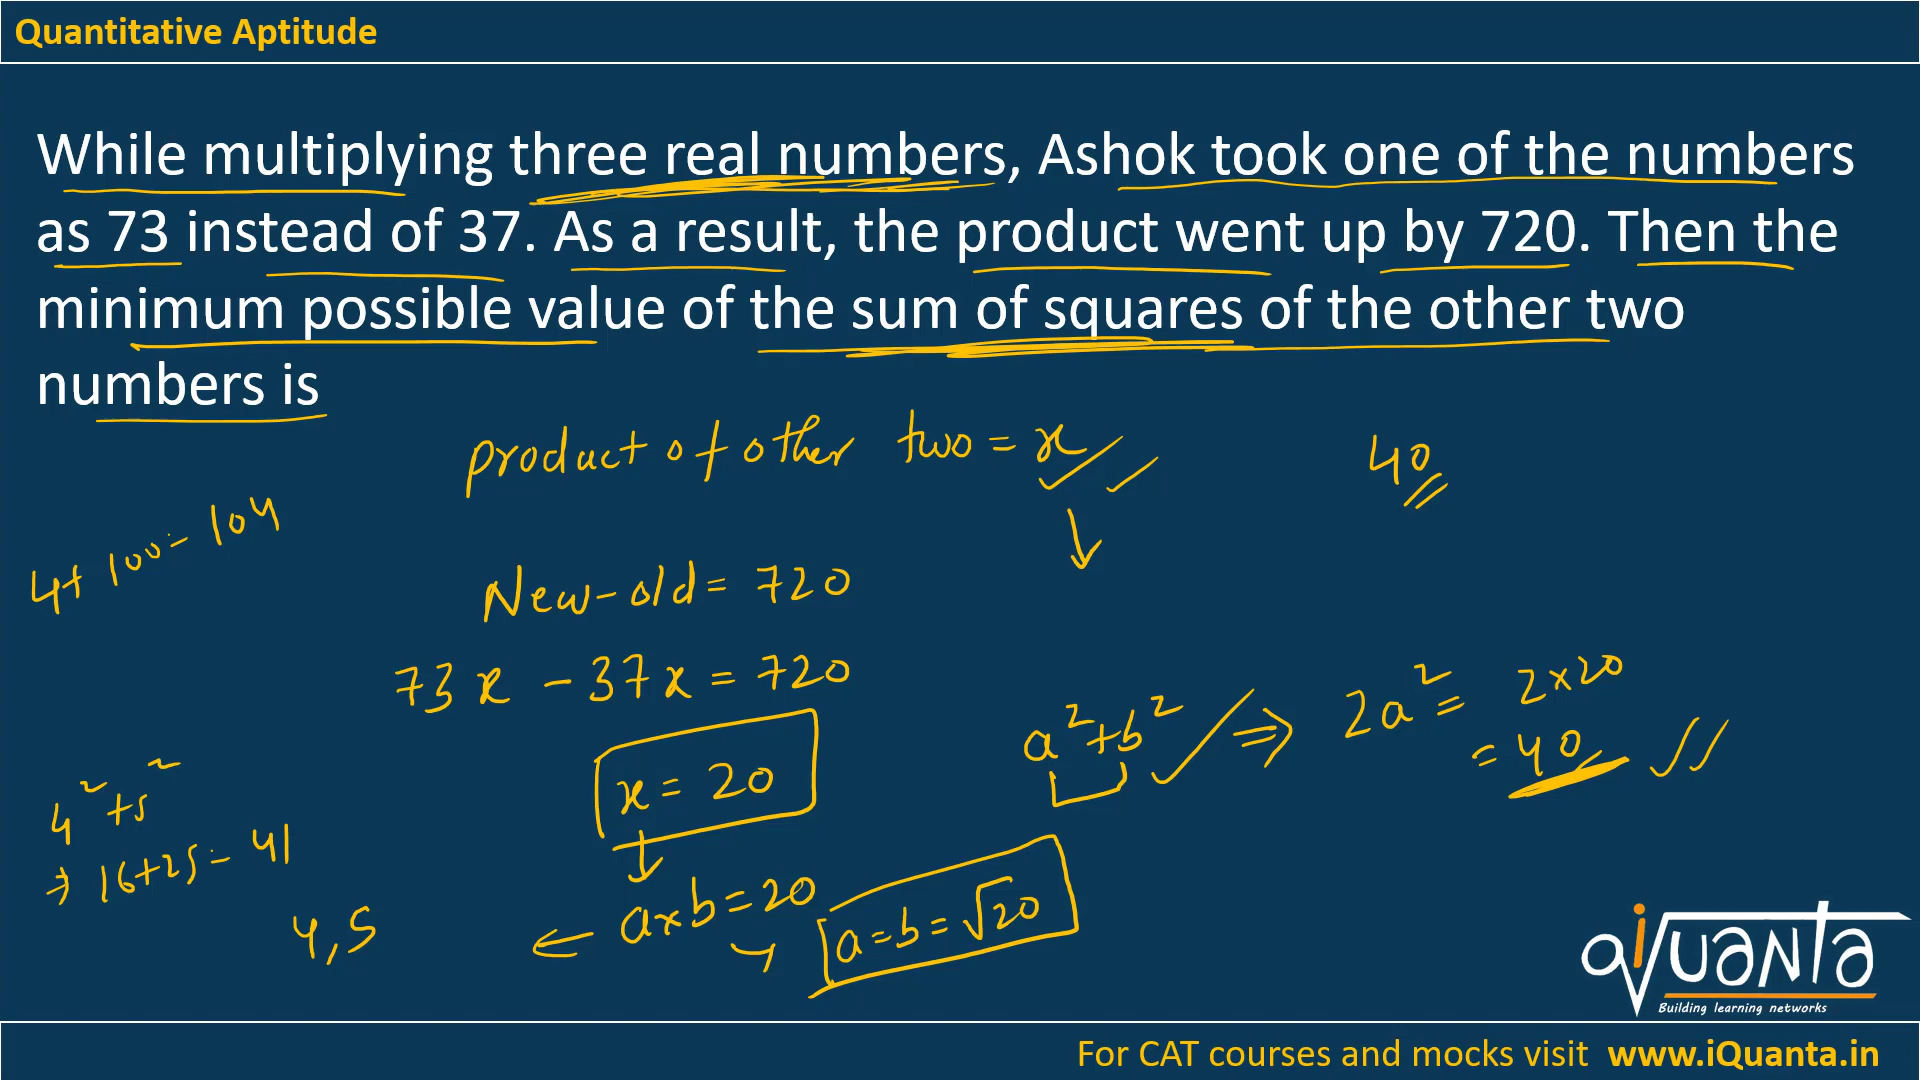 Quantitative Aptitude
While multiplying three real numbers, Ashok took one of the numbers
as 73 instead of 37. As a result, the product went up by 720. Then the
minimum possible value of the sum of squares of the other two
numbers is
product of other two = x
40
4+ 100 = 104
New - old = 720
73x - 37x = 720
x = 20
a² + b² ⇒ 2a² = 2×20
= 40
4² + 5²
⇒ 16+25 = 41
a×b = 20
a = b = √20
4, 5
iQuanta
Building learning networks
For CAT courses and mocks visit www.iQuanta.in